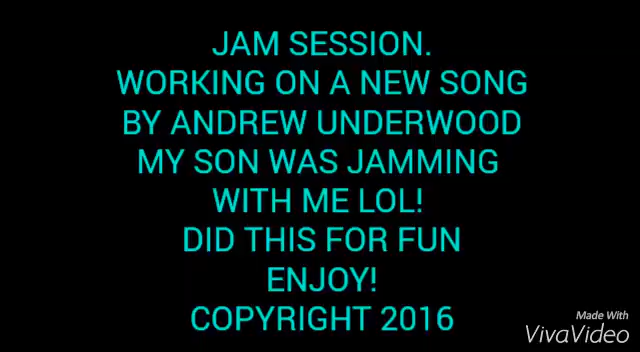 JAM SESSION.
WORKING ON A NEW SONG
BY ANDREW UNDERWOOD
MY SON WAS JAMMING
WITH ME LOL!
DID THIS FOR FUN
ENJOY!
COPYRIGHT 2016
Made With
VivaVideo